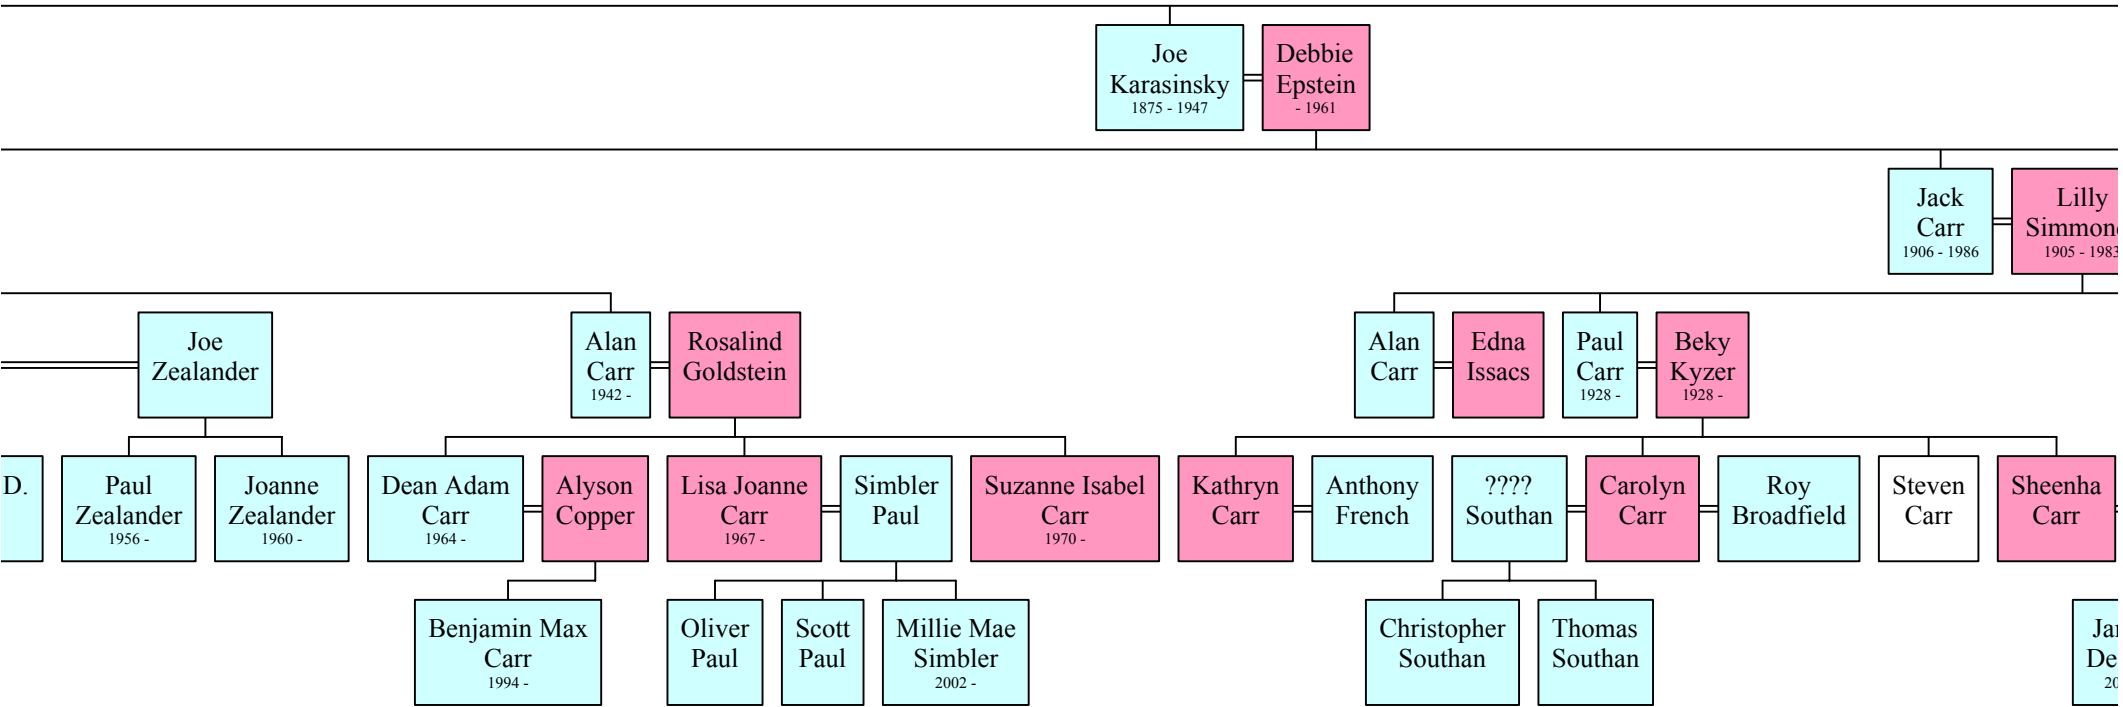 Joe
Karasinsky
1875 - 1947
Debbie
Epstein
- 1961
Jack
Carr
1906 - 1986
Lilly
1905 - 1983
Joe
Zealander
Alan
Carr
1942 -
Rosalind
Goldstein
Alan
Carr
Edna
Issacs
Paul
Carr
1928 -
Beky
Kyzer
1928 -
D.
Paul
Zealander
1956 -
Joanne
Zealander
1960 -
Dean Adam
Carr
1964 -
Alyson
Copper
Lisa Joanne
Carr
1967 -
Simbler
Paul
Suzanne Isabel
Carr
1970 -
Kathryn
Carr
Anthony
French
????
Southan
Carolyn
Carr
Roy
Broadfield
Steven
Carr
Sheenha
Carr
Benjamin Max
Carr
1994 -
Oliver
Paul
Scott
Paul
Millie Mae
Simbler
2002 -
Christopher
Southan
Thomas
Southan